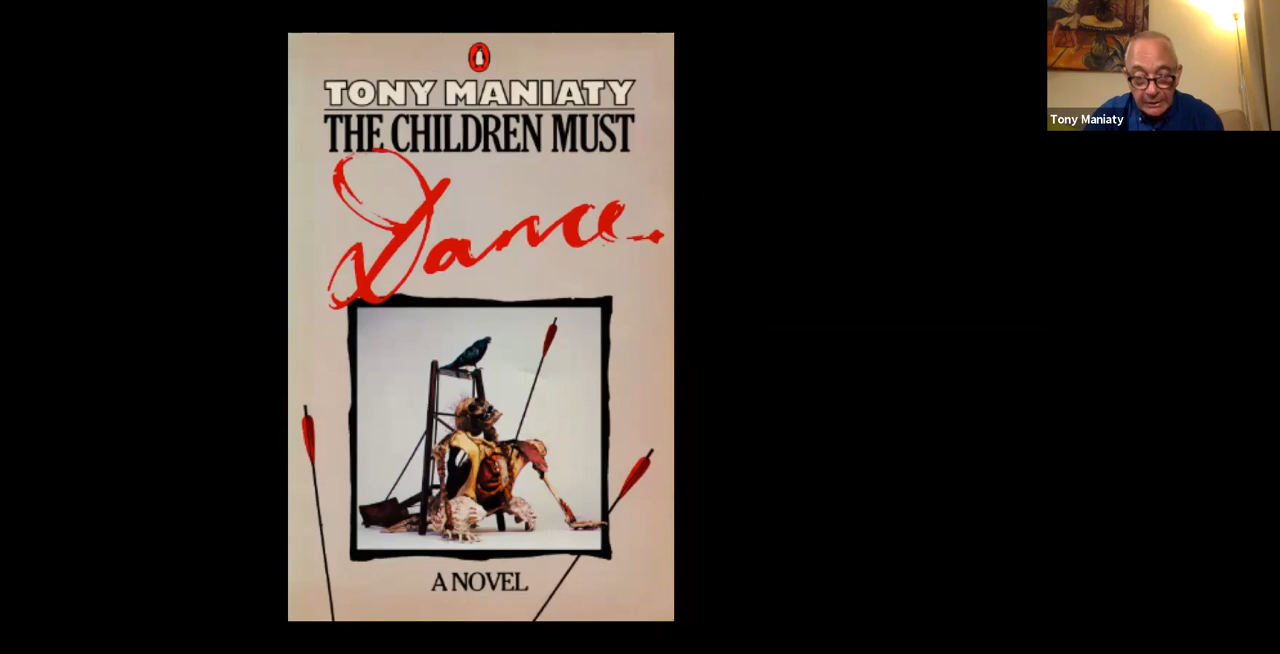 TONY MANIATY
THE CHILDREN MUST
Dance.
A NOVEL
Tony Maniaty